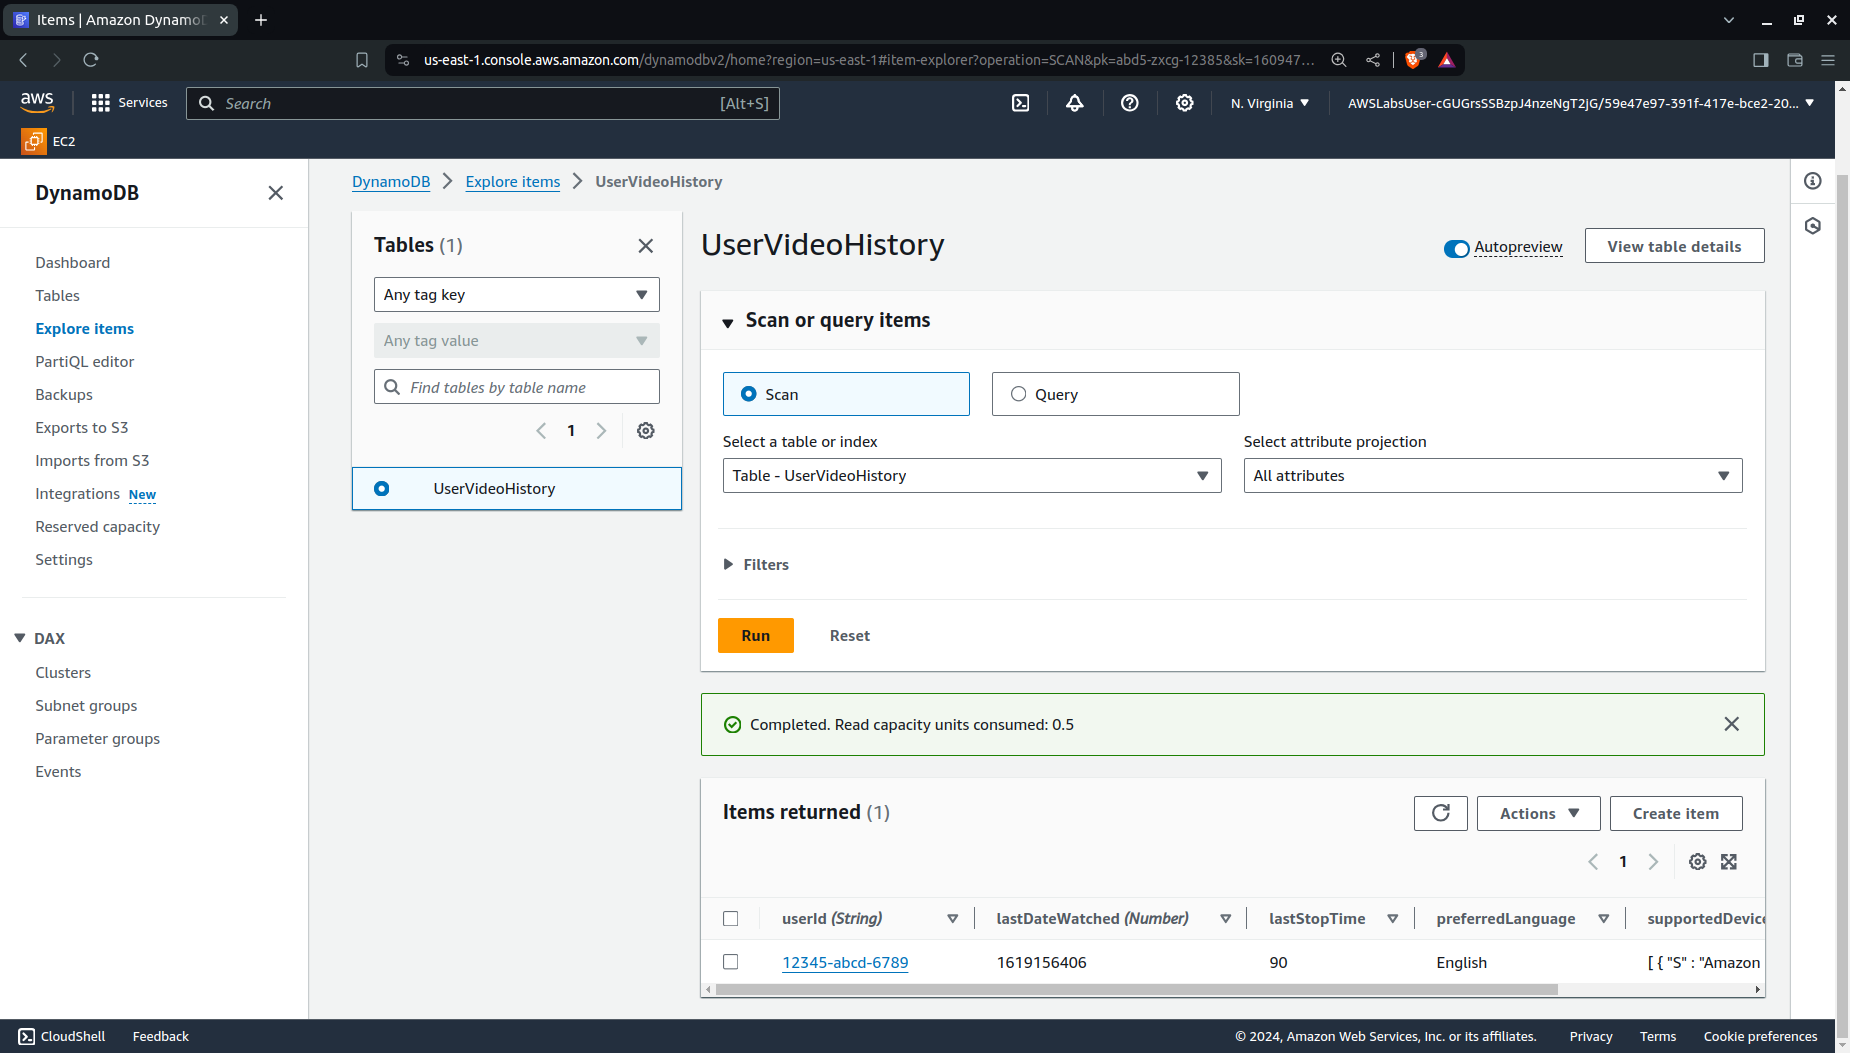 Items | Amazon DynamoD
us-east-1.console.aws.amazon.com/dynamodbv2/home?region=us-east-1#item-explorer?operation=SCAN&pk=abd5-zxcg-12385&sk=160947...
3
aws
Services
Search
[Alt+S]
N. Virginia
AWSLabsUser-cGUGrsSSBzpJ4nzeNgT2jG/59e47e97-391f-417e-bce2-20...
EC2
DynamoDB
Dashboard
Tables
Explore items
PartiQL editor
Backups
Exports to S3
Imports from S3
Integrations New
Reserved capacity
Settings
DAX
Clusters
Subnet groups
Parameter groups
Events
DynamoDB
Explore items
UserVideoHistory
Tables (1)
Any tag key
Any tag value
Find tables by table name
1
UserVideoHistory
UserVideoHistory
Autopreview
View table details
Scan or query items
Scan
Query
Select a table or index
Select attribute projection
Table - UserVideoHistory
All attributes
Filters
Run
Reset
Completed. Read capacity units consumed: 0.5
Items returned (1)
Actions
Create item
1
userId (String)
lastDateWatched (Number)
lastStopTime
preferredLanguage
supportedDevice
12345-abcd-6789
1619156406
90
English
[ { "S" : "Amazon
CloudShell
Feedback
© 2024, Amazon Web Services, Inc. or its affiliates.
Privacy
Terms
Cookie preferences